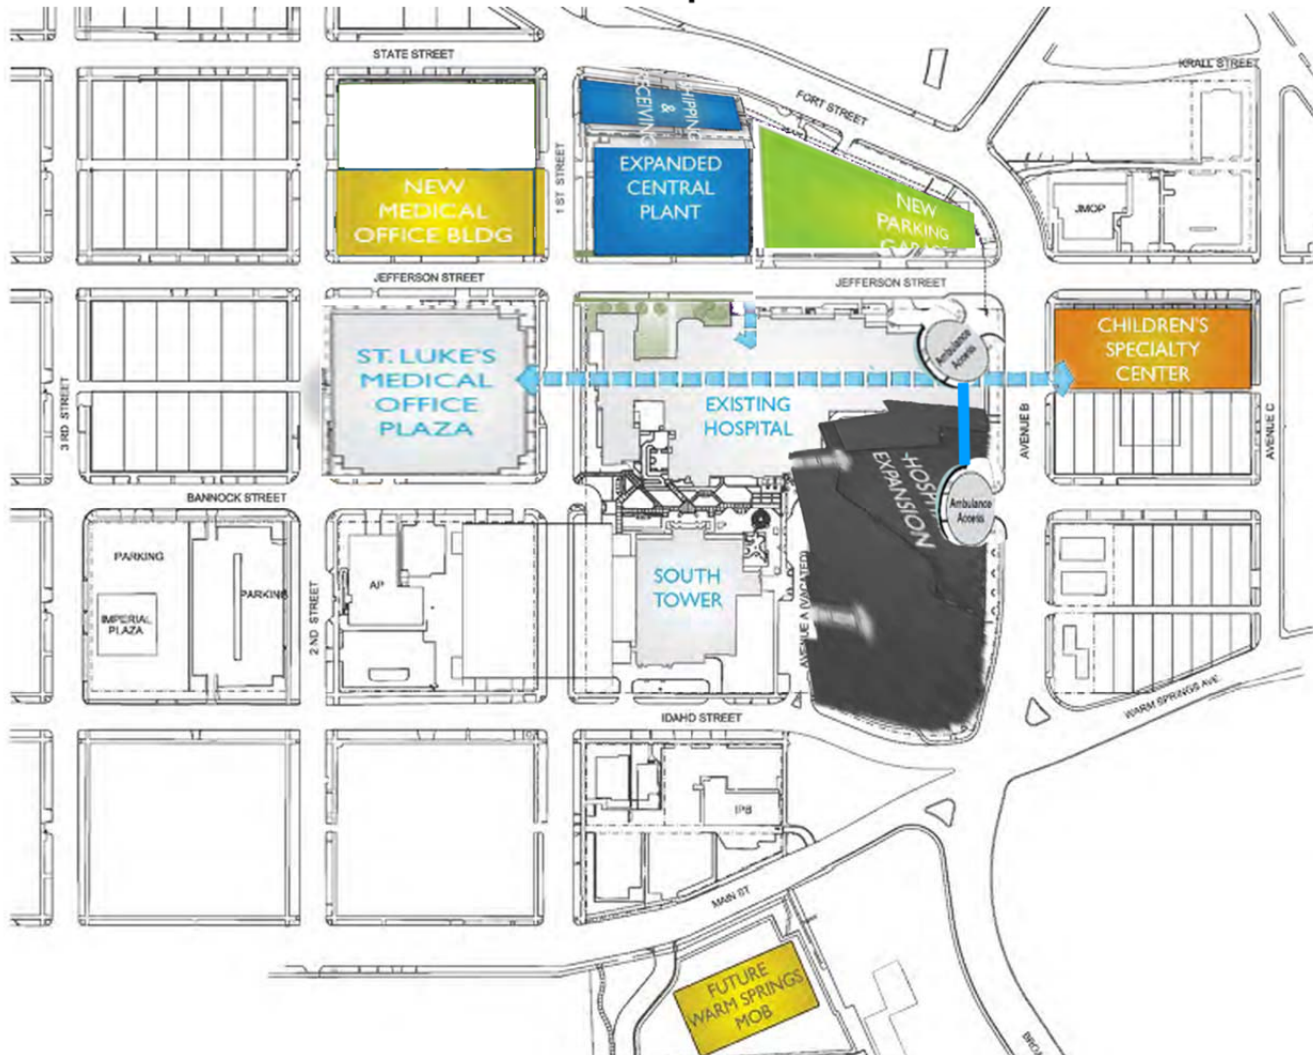 STATE STREET
KRALL STREET
FORT STREET
SHIPPING
&
RECEIVING
1 ST STREET
EXPANDED
CENTRAL
PLANT
NEW
MEDICAL
OFFICE BLDG
NEW
PARKING
JMOP
JEFFERSON STREET
JEFFERSON STREET
CHILDREN'S
SPECIALTY
CENTER
Ambulance
Access
ST. LUKE'S
MEDICAL
OFFICE
PLAZA
EXISTING
HOSPITAL
3 RD STREET
AVENUE B
AVENUE C
EXPANSION
BANNOCK STREET
Ambulance
Access
PARKING
PARKING
IMPERIAL
PLAZA
2 ND STREET
AP
SOUTH
TOWER
AVENUE A (VACATED)
IDAHO STREET
WARM SPRINGS AVE
IPB
MAIN ST
FUTURE
WARM SPRINGS
MOB